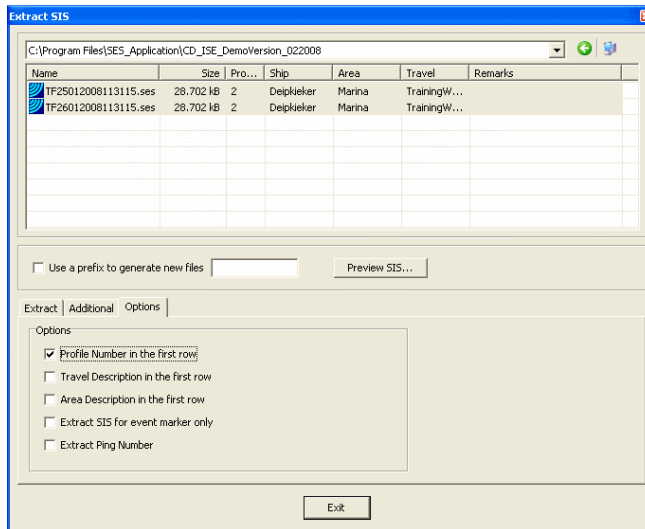 Extract SIS
C:\Program Files\SES_Application\CD_ISE_DemoVersion_022008
Name Size Pro... Ship Area Travel Remarks
TF25012008113115.ses 28.702 kB 2 Deipkieker Marina TrainingW...
TF26012008113115.ses 28.702 kB 2 Deipkieker Marina TrainingW...
Use a prefix to generate new files Preview SIS...
Extract Additional Options
Options
Profile Number in the first row
Travel Description in the first row
Area Description in the first row
Extract SIS for event marker only
Extract Ping Number
Exit